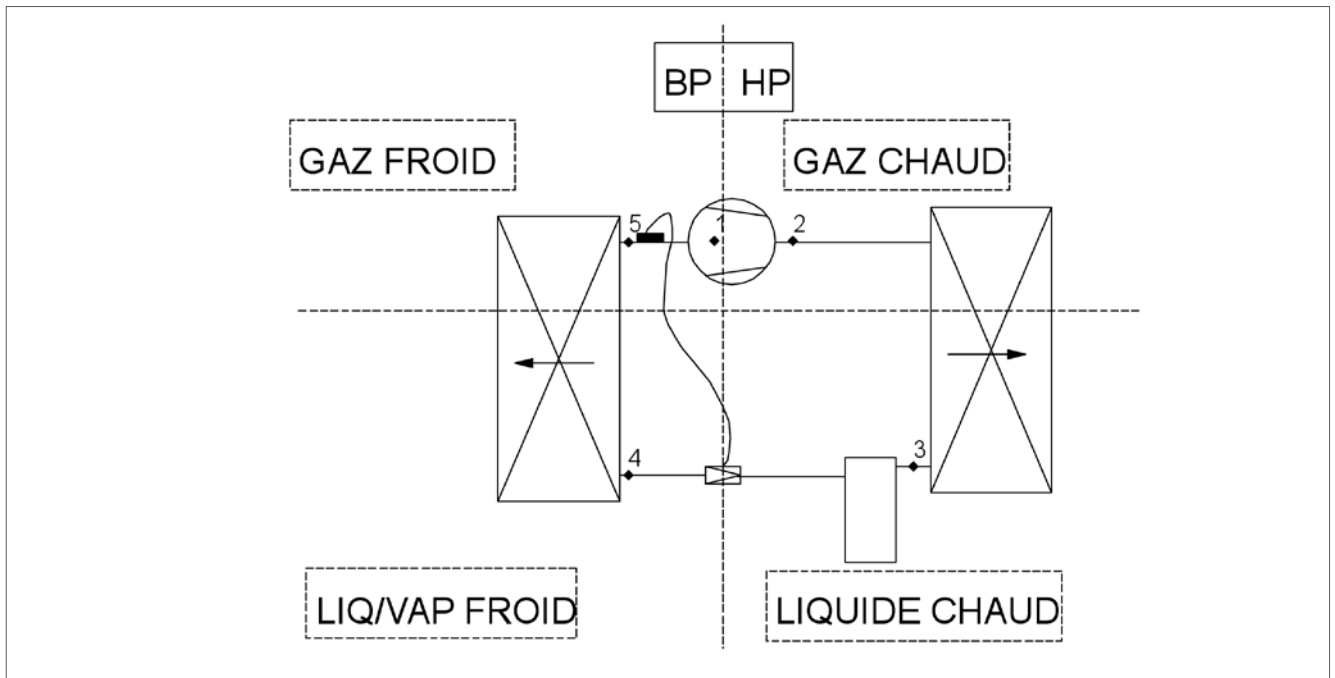 BP HP
GAZ FROID
GAZ CHAUD
5
1
2
4
3
LIQ/VAP FROID
LIQUIDE CHAUD